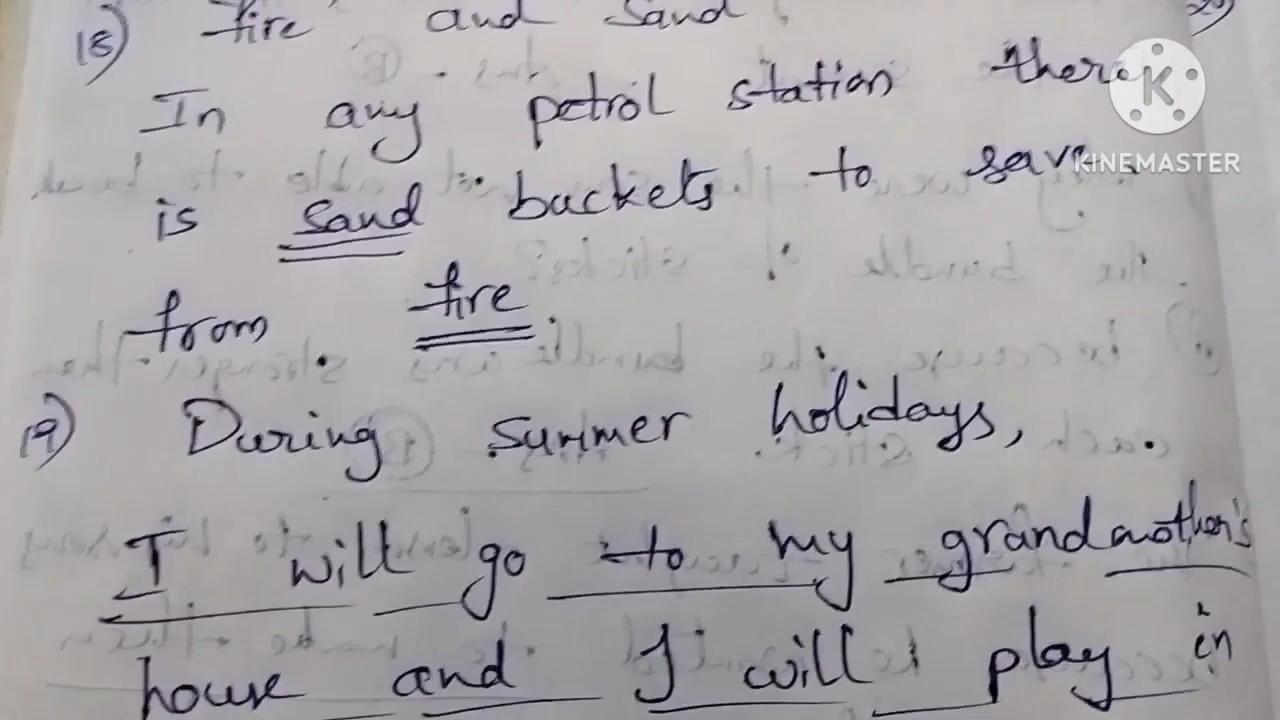 18) fire and sand
In any petrol station there
is sand buckets to save
from fire
19) During summer holidays,
I will go to my grandmother's
house and I will play in
20)
K
KINEMASTER